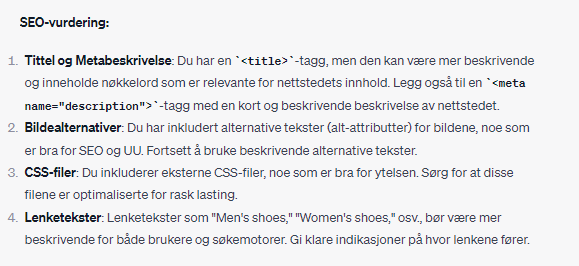 SEO-vurdering:
1. Tittel og Metabeskrivelse: Du har en `<title>`-tagg, men den kan være mer beskrivende
og inneholde nøkkelord som er relevante for nettstedets innhold. Legg også til en `<meta
name="description">`-tagg med en kort og beskrivende beskrivelse av nettstedet.
2. Bildealternativer: Du har inkludert alternative tekster (alt-attributter) for bildene, noe som
er bra for SEO og UU. Fortsett å bruke beskrivende alternative tekster.
3. CSS-filer: Du inkluderer eksterne CSS-filer, noe som er bra for ytelsen. Sørg for at disse
filene er optimaliserte for rask lasting.
4. Lenketekster: Lenketekster som "Men's shoes," "Women's shoes," osv., bør være mer
beskrivende for både brukere og søkemotorer. Gi klare indikasjoner på hvor lenkene fører.